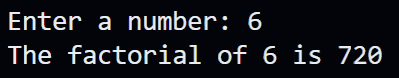 Enter a number: 6
The factorial of 6 is 720